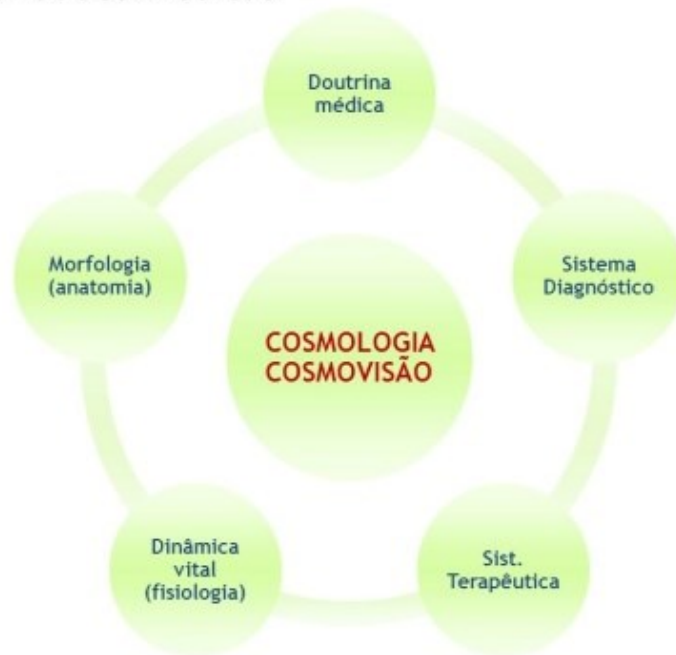 Doutrina
médica
Sistema
Diagnóstico
Sist.
Terapêutica
Dinâmica
vital
(fisiologia)
Morfologia
(anatomia)
COSMOLOGIA
COSMOVISÃO